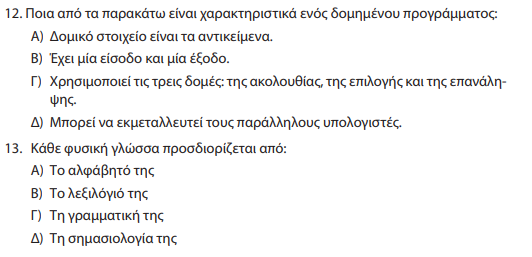 12. Ποια από τα παρακάτω είναι χαρακτηριστικά ενός δομημένου προγράμματος:
Α) Δομικό στοιχείο είναι τα αντικείμενα.
Β) Έχει μία είσοδο και μία έξοδο.
Γ) Χρησιμοποιεί τις τρεις δομές: της ακολουθίας, της επιλογής και της επανάλη-
ψης.
Δ) Μπορεί να εκμεταλλευτεί τους παράλληλους υπολογιστές.
13. Κάθε φυσική γλώσσα προσδιορίζεται από:
Α) Το αλφάβητό της
Β) Το λεξιλόγιό της
Γ) Τη γραμματική της
Δ) Τη σημασιολογία της